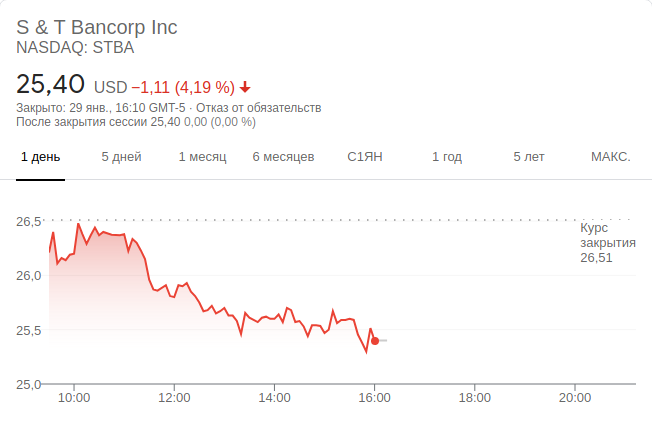 S & T Bancorp Inc
NASDAQ: STBA
25,40 USD −1,11 (4,19 %)
Закрыто: 29 янв., 16:10 GMT-5 · Отказ от обязательств
После закрытия сессии 25,40 0,00 (0,00 %)
1 день 5 дней 1 месяц 6 месяцев С1ЯН 1 год 5 лет МАКС.
26,5
Курс
закрытия
26,51
26,0
25,5
25,0
10:00 12:00 14:00 16:00 18:00 20:00